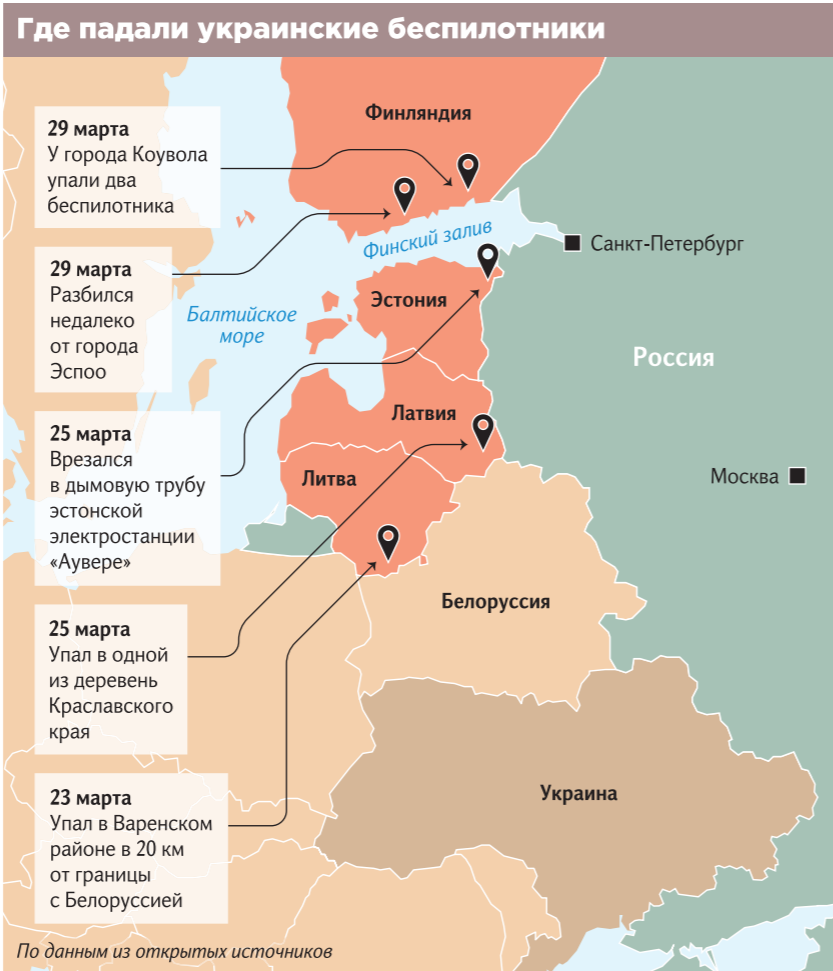 Где падали украинские беспилотники
29 марта
У города Коувола
упали два
беспилотника
29 марта
Разбился
недалеко
от города
Эспоо
25 марта
Врезался
в дымовую трубу
эстонской
электростанции
«Аувере»
25 марта
Упал в одной
из деревень
Краславского
края
23 марта
Упал в Варенском
районе в 20 км
от границы
с Белоруссией
Финляндия
Финский залив
Санкт-Петербург
Эстония
Балтийское
море
Россия
Латвия
Литва
Москва
Белоруссия
Украина
По данным из открытых источников